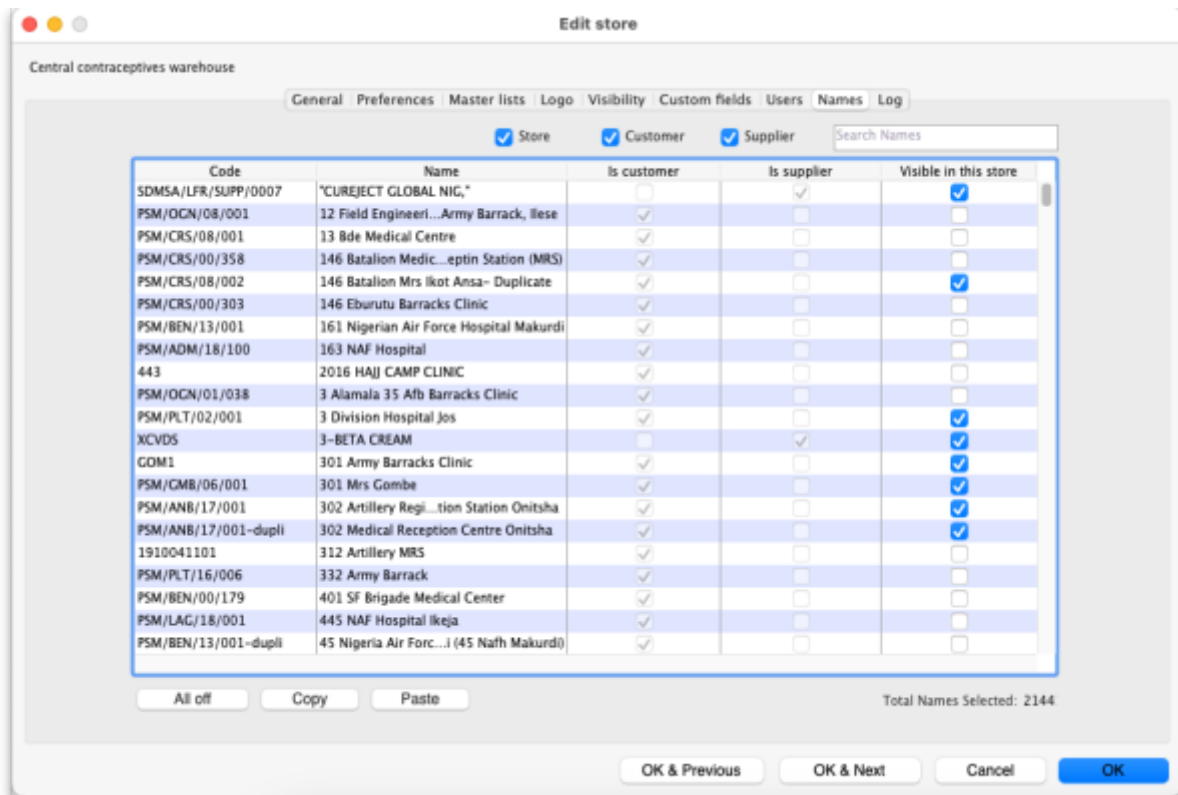 Edit store
Central contraceptives warehouse
General Preferences Master lists Logo Visibility Custom fields Users Names Log
Store Customer Supplier Search Names
Code Name Is customer Is supplier Visible in this store
SDMSA/LFR/SUPP/0007 "CUREJECT GLOBAL NIG,"
PSM/OGN/08/001 12 Field Engineeri...Army Barrack, Ilese
PSM/CRS/08/001 13 Bde Medical Centre
PSM/CRS/00/358 146 Batalion Medic...eptin Station (MRS)
PSM/CRS/08/002 146 Batalion Mrs Ikot Ansa- Duplicate
PSM/CRS/00/303 146 Eburutu Barracks Clinic
PSM/BEN/13/001 161 Nigerian Air Force Hospital Makurdi
PSM/ADM/18/100 163 NAF Hospital
443 2016 HAJJ CAMP CLINIC
PSM/OGN/01/038 3 Alamala 35 Afb Barracks Clinic
PSM/PLT/02/001 3 Division Hospital Jos
XCVDS 3-BETA CREAM
GOM1 301 Army Barracks Clinic
PSM/GMB/06/001 301 Mrs Gombe
PSM/ANB/17/001 302 Artillery Regi...tion Station Onitsha
PSM/ANB/17/001-dupli 302 Medical Reception Centre Onitsha
1910041101 312 Artillery MRS
PSM/PLT/16/006 332 Army Barrack
PSM/BEN/00/179 401 SF Brigade Medical Center
PSM/LAG/18/001 445 NAF Hospital Ikeja
PSM/BEN/13/001-dupli 45 Nigeria Air Forc...i (45 Nafh Makurdi)
All off Copy Paste Total Names Selected: 2144
OK & Previous OK & Next Cancel OK